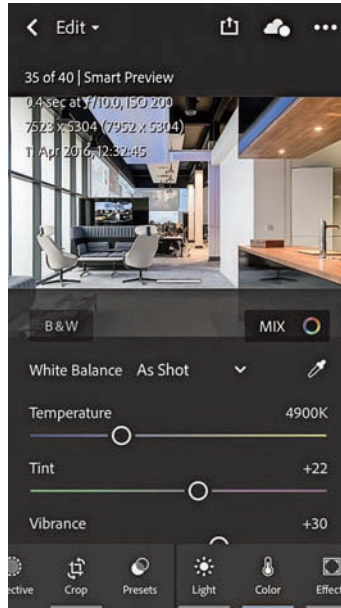 Edit
35 of 40 | Smart Preview
0.4 sec at ƒ/10.0, ISO 200
7523 x 5304 (7952 x 5304)
11 Apr 2016, 12:32:45
B&W MIX
White Balance As Shot
Temperature 4900K
Tint +22
Vibrance +30
ective Crop Presets Light Color Effect